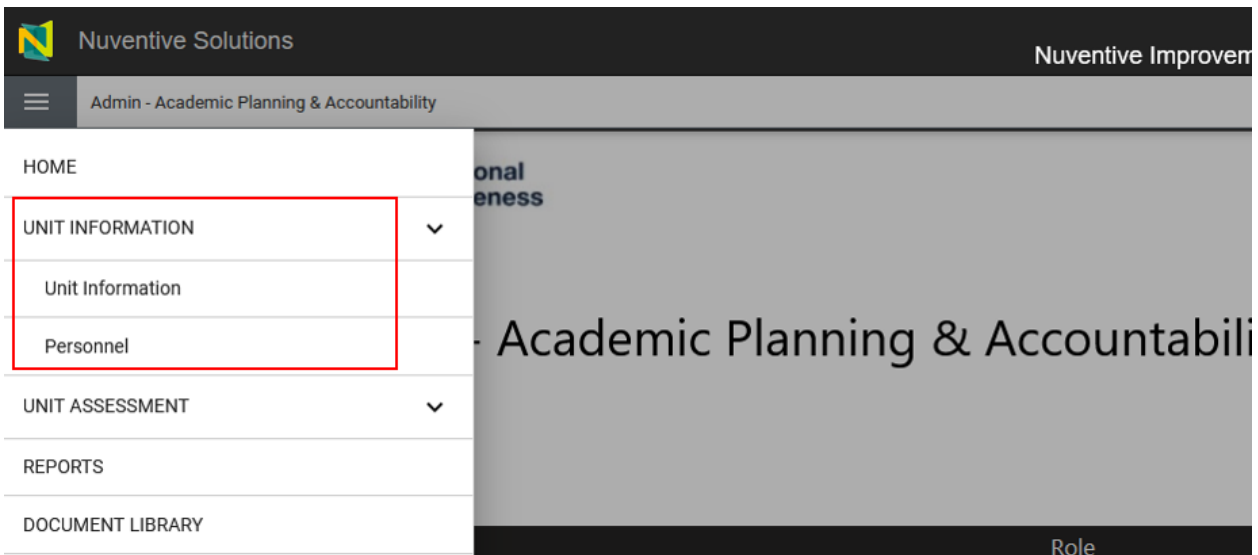 Nuventive Solutions
Nuventive Improvem
Admin - Academic Planning & Accountability
HOME
onal
eness
UNIT INFORMATION
Unit Information
Personnel
- Academic Planning & Accountabili
UNIT ASSESSMENT
REPORTS
DOCUMENT LIBRARY
Role